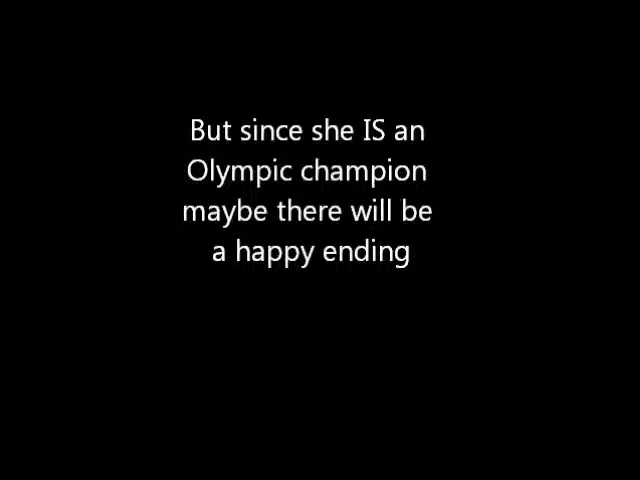 But since she IS an
Olympic champion
maybe there will be
a happy ending